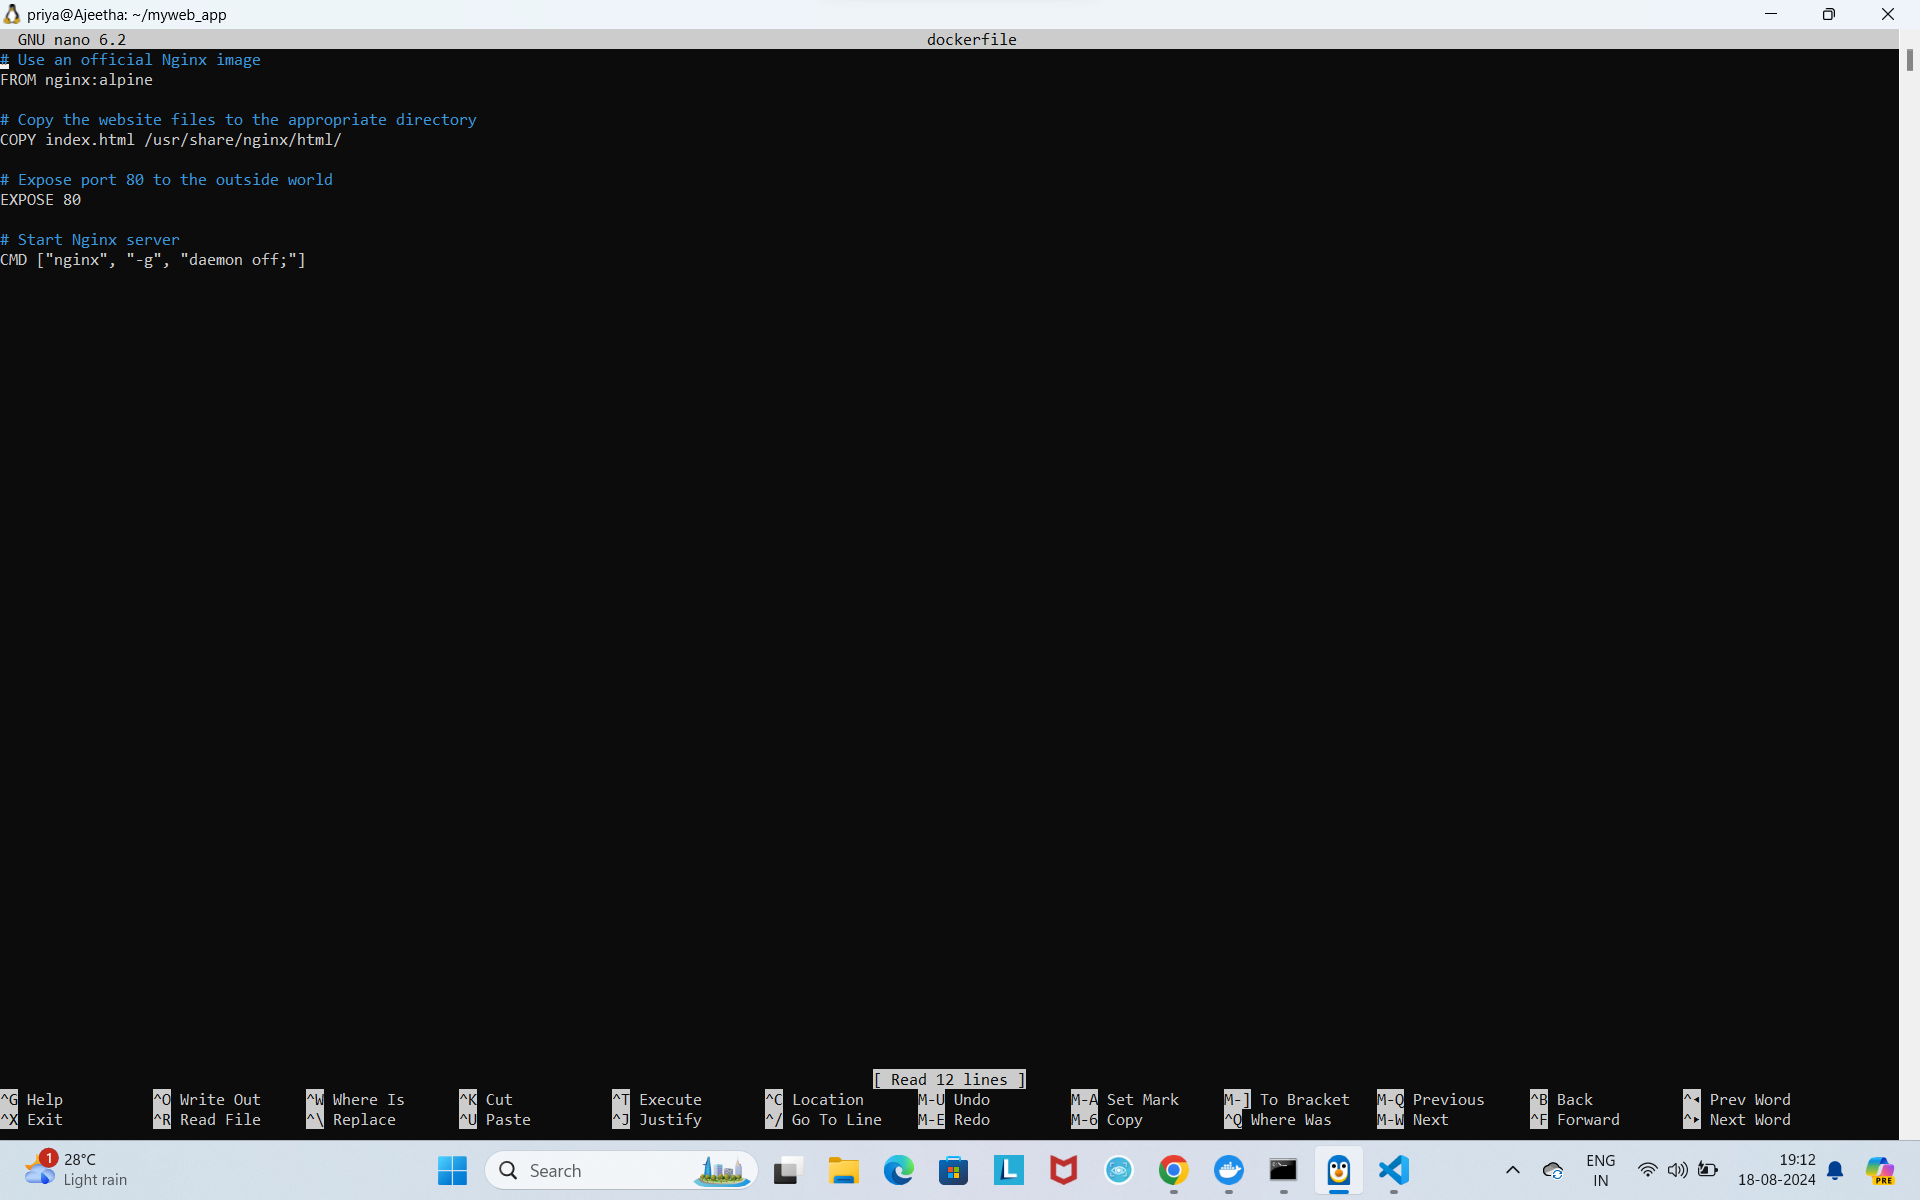 priya@Ajeetha: ~/myweb_app
GNU nano 6.2 dockerfile
# Use an official Nginx image
FROM nginx:alpine
# Copy the website files to the appropriate directory
COPY index.html /usr/share/nginx/html/
# Expose port 80 to the outside world
EXPOSE 80
# Start Nginx server
CMD ["nginx", "-g", "daemon off;"]
[ Read 12 lines ]
^G Help ^O Write Out ^W Where Is ^K Cut ^T Execute ^C Location M-U Undo M-A Set Mark M-] To Bracket M-Q Previous ^B Back ^◂ Prev Word
^X Exit ^R Read File ^\ Replace ^U Paste ^J Justify ^/ Go To Line M-E Redo M-6 Copy ^Q Where Was M-W Next ^F Forward ^▸ Next Word
1 28°C
Light rain
Search
L
PRE
ENG
IN
19:12
18-08-2024